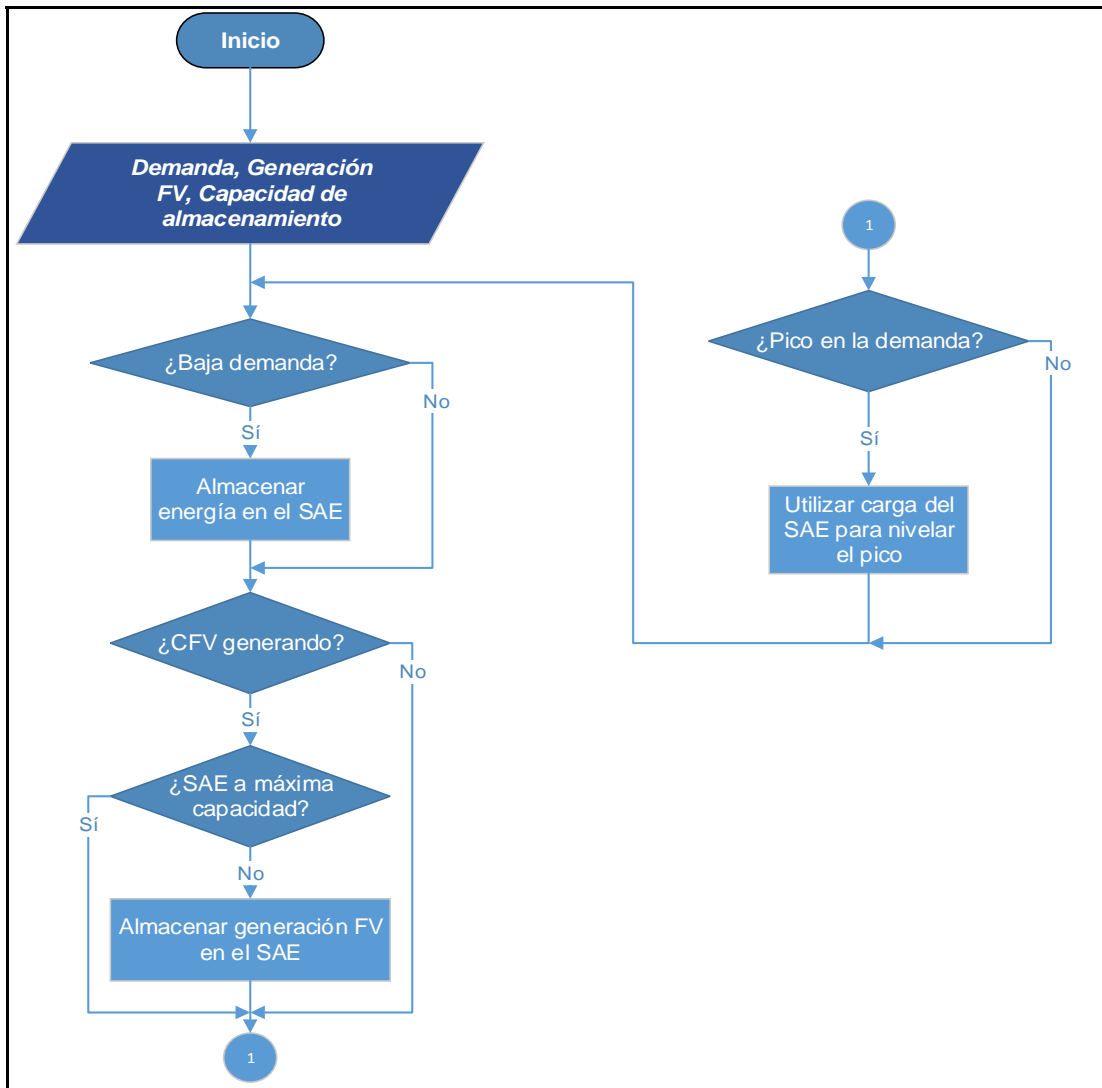 Inicio
Demanda, Generación
FV, Capacidad de
almacenamiento
¿Baja demanda?
No
Sí
Almacenar
energía en el SAE
¿CFV generando?
No
Sí
¿SAE a máxima
capacidad?
Sí
No
Almacenar generación FV
en el SAE
1
1
¿Pico en la demanda?
No
Sí
Utilizar carga del
SAE para nivelar
el pico